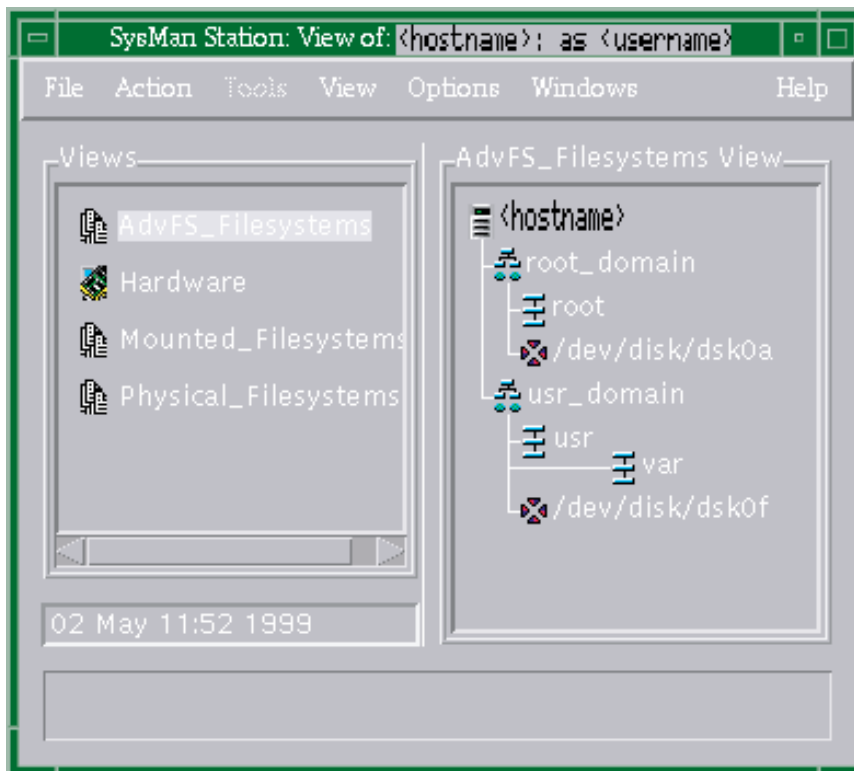 SysMan Station: View of: <hostname>: as <username>
File Action Tools View Options Windows Help
Views
AdvFS_Filesystems
Hardware
Mounted_Filesystems
Physical_Filesystems
02 May 11:52 1999
AdvFS_Filesystems View
<hostname>
root_domain
root
/dev/disk/dsk0a
usr_domain
usr
var
/dev/disk/dsk0f